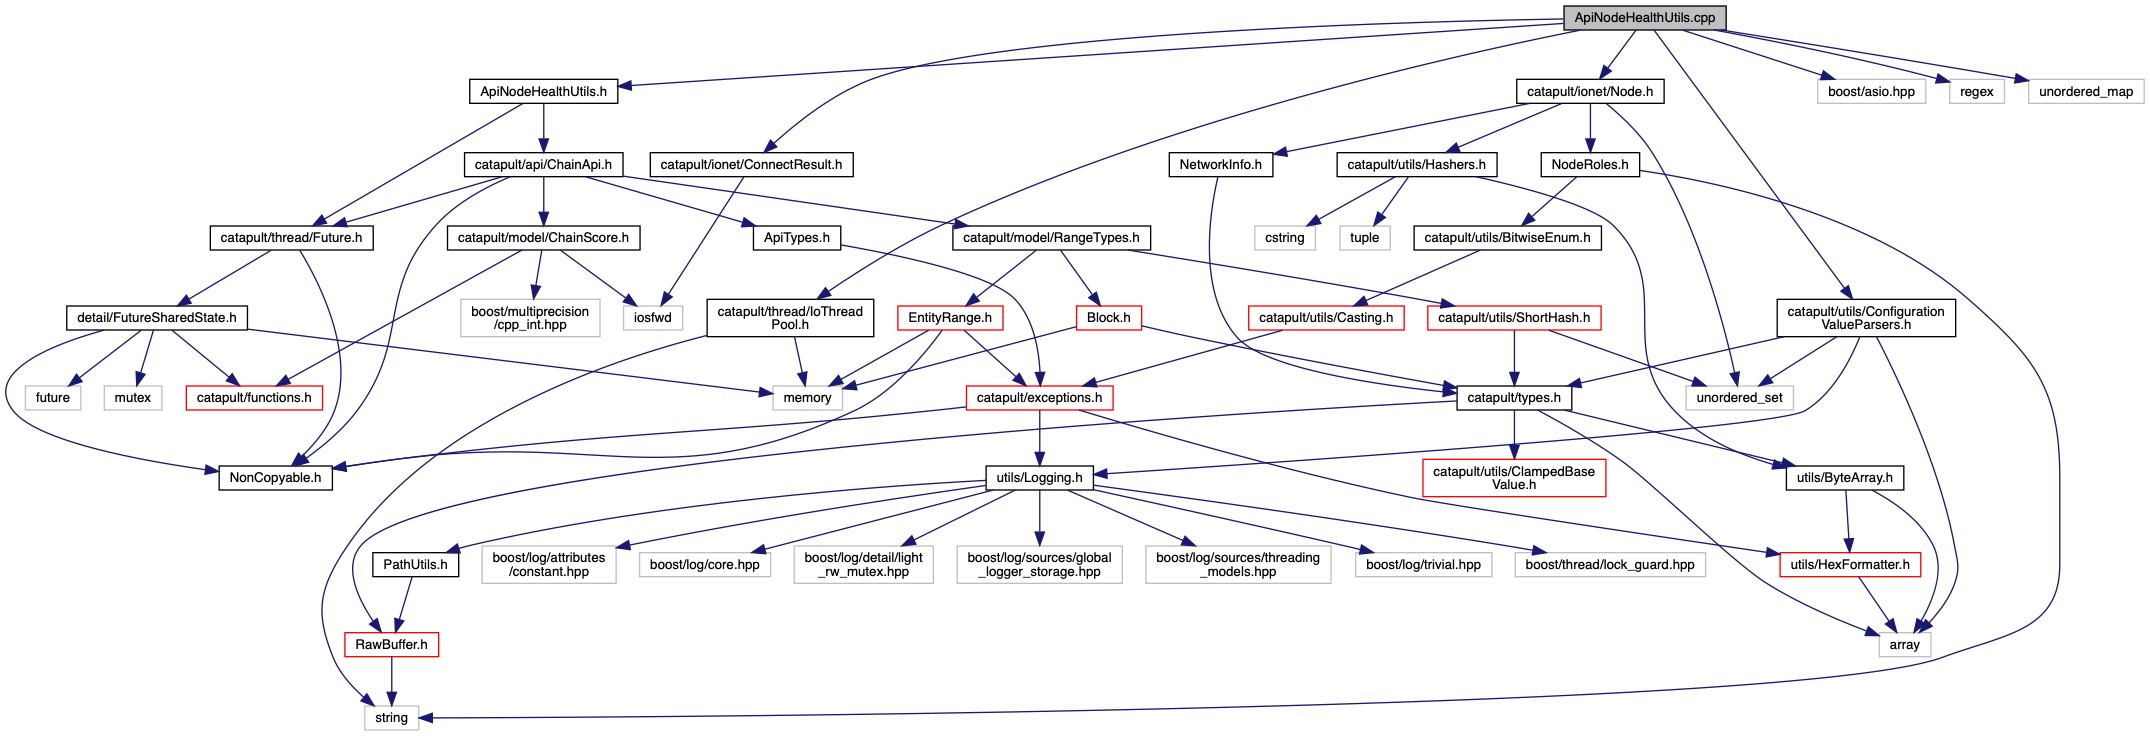 ApiNodeHealthUtils.cpp
ApiNodeHealthUtils.h
catapult/ionet/Node.h
boost/asio.hpp
regex
unordered_map
catapult/api/ChainApi.h
catapult/ionet/ConnectResult.h
NetworkInfo.h
catapult/utils/Hashers.h
NodeRoles.h
catapult/thread/Future.h
catapult/model/ChainScore.h
ApiTypes.h
catapult/model/RangeTypes.h
cstring
tuple
catapult/utils/BitwiseEnum.h
detail/FutureSharedState.h
boost/multiprecision
/cpp_int.hpp
iosfwd
catapult/thread/IoThread
Pool.h
EntityRange.h
Block.h
catapult/utils/Casting.h
catapult/utils/ShortHash.h
catapult/utils/Configuration
ValueParsers.h
future
mutex
catapult/functions.h
memory
catapult/exceptions.h
catapult/types.h
unordered_set
NonCopyable.h
utils/Logging.h
catapult/utils/ClampedBase
Value.h
utils/ByteArray.h
PathUtils.h
boost/log/attributes
/constant.hpp
boost/log/core.hpp
boost/log/detail/light
_rw_mutex.hpp
boost/log/sources/global
_logger_storage.hpp
boost/log/sources/threading
_models.hpp
boost/log/trivial.hpp
boost/thread/lock_guard.hpp
utils/HexFormatter.h
RawBuffer.h
array
string